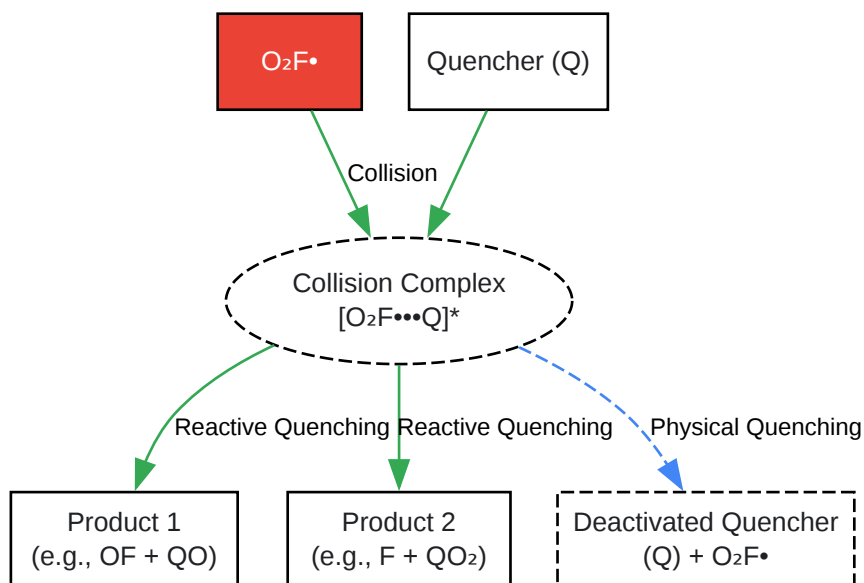 O₂F•
Quencher (Q)
Collision
Collision Complex
[O₂F•••Q]*
Reactive Quenching
Reactive Quenching
Physical Quenching
Product 1
(e.g., OF + QO)
Product 2
(e.g., F + QO₂)
Deactivated Quencher
(Q) + O₂F•